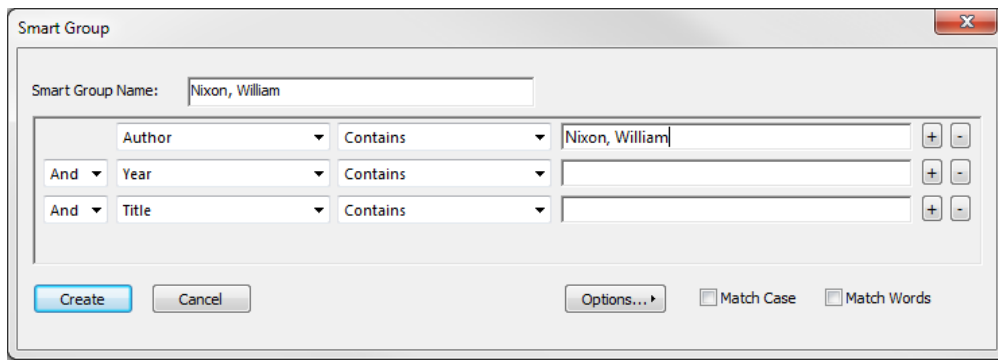 Smart Group
x
Smart Group Name: Nixon, William
Author Contains Nixon, William + -
And Year Contains + -
And Title Contains + -
Create Cancel Options... Match Case Match Words